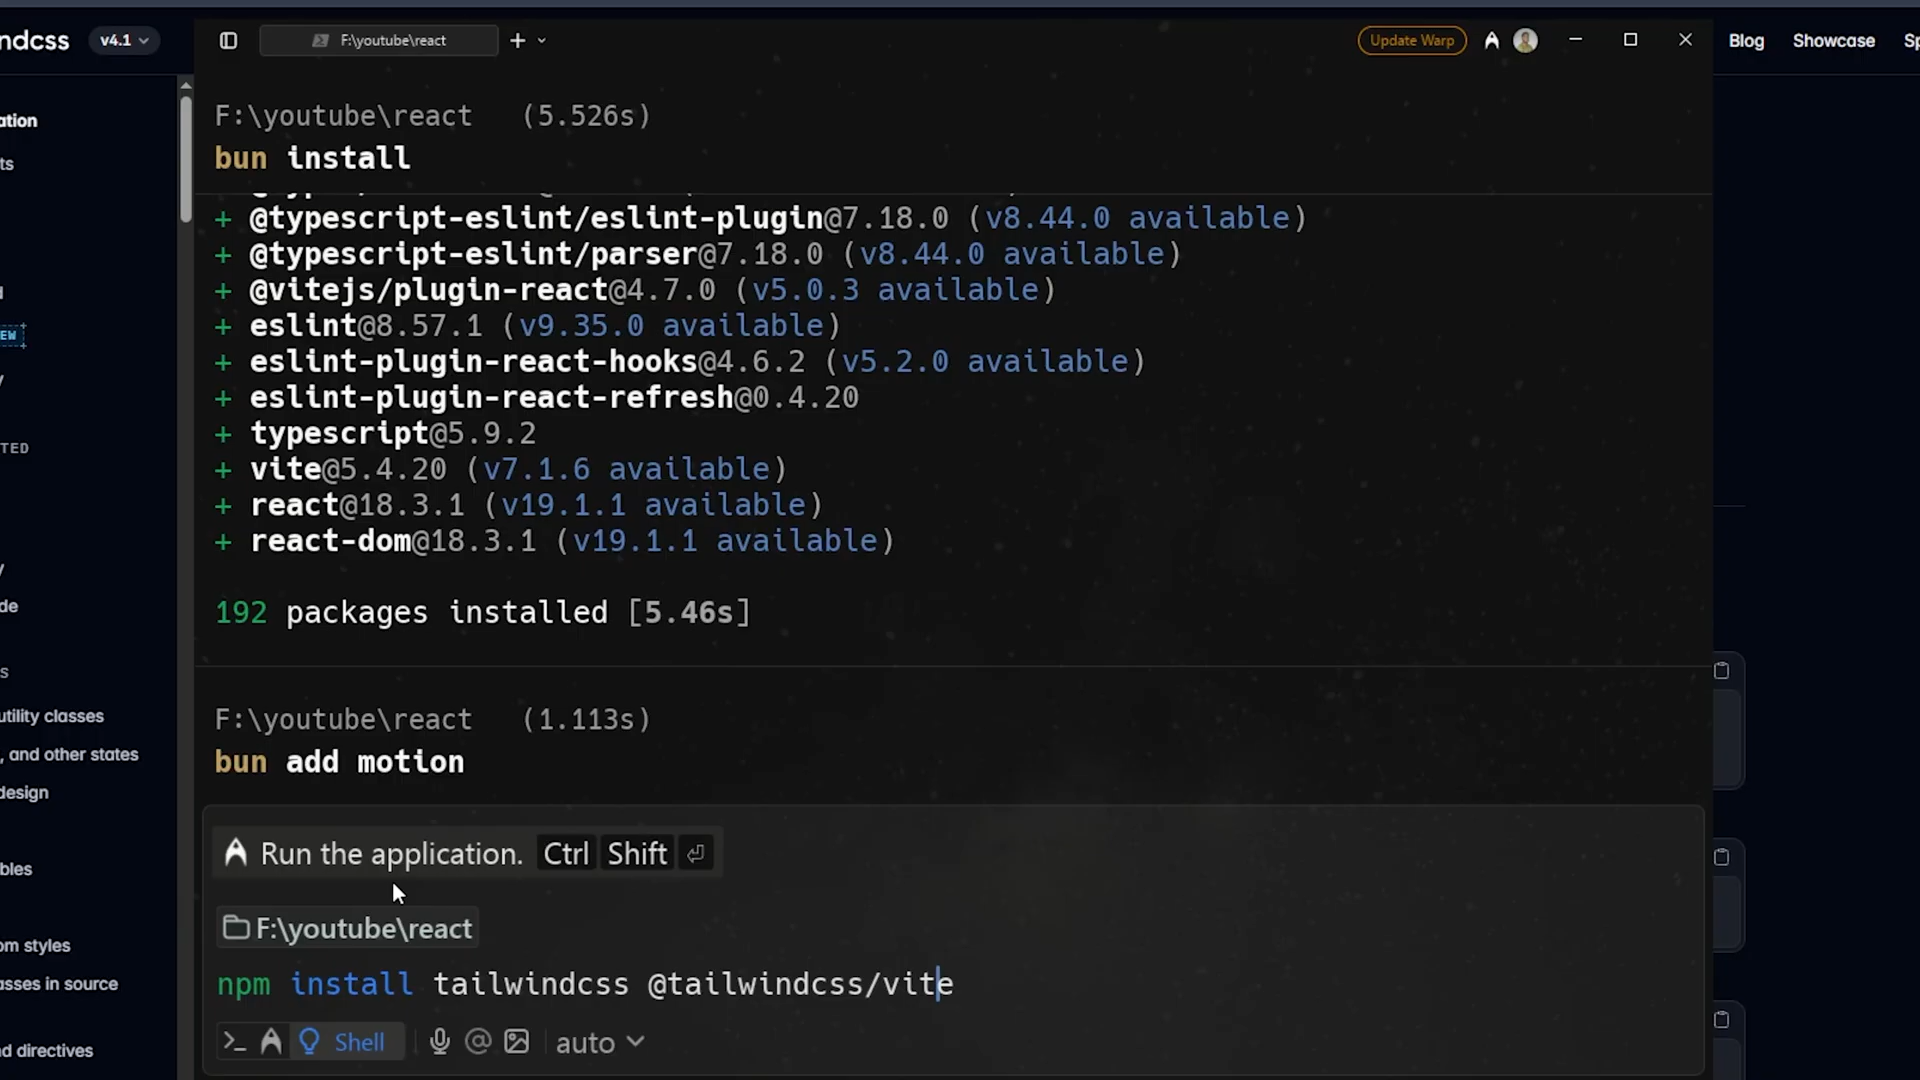 ndcss v4.1
F:\youtube\react
Update Warp
Blog Showcase Sp
F:\youtube\react (5.526s)
bun install
+ @typescript-eslint/eslint-plugin@7.18.0 (v8.44.0 available)
+ @typescript-eslint/parser@7.18.0 (v8.44.0 available)
+ @vitejs/plugin-react@4.7.0 (v5.0.3 available)
+ eslint@8.57.1 (v9.35.0 available)
+ eslint-plugin-react-hooks@4.6.2 (v5.2.0 available)
+ eslint-plugin-react-refresh@0.4.20
+ typescript@5.9.2
+ vite@5.4.20 (v7.1.6 available)
+ react@18.3.1 (v19.1.1 available)
+ react-dom@18.3.1 (v19.1.1 available)
192 packages installed [5.46s]
F:\youtube\react (1.113s)
bun add motion
Run the application. Ctrl Shift ⏎
F:\youtube\react
npm install tailwindcss @tailwindcss/vite
Shell @ auto
ation
ts
EW
TED
de
s
utility classes
, and other states
design
bles
om styles
asses in source
d directives